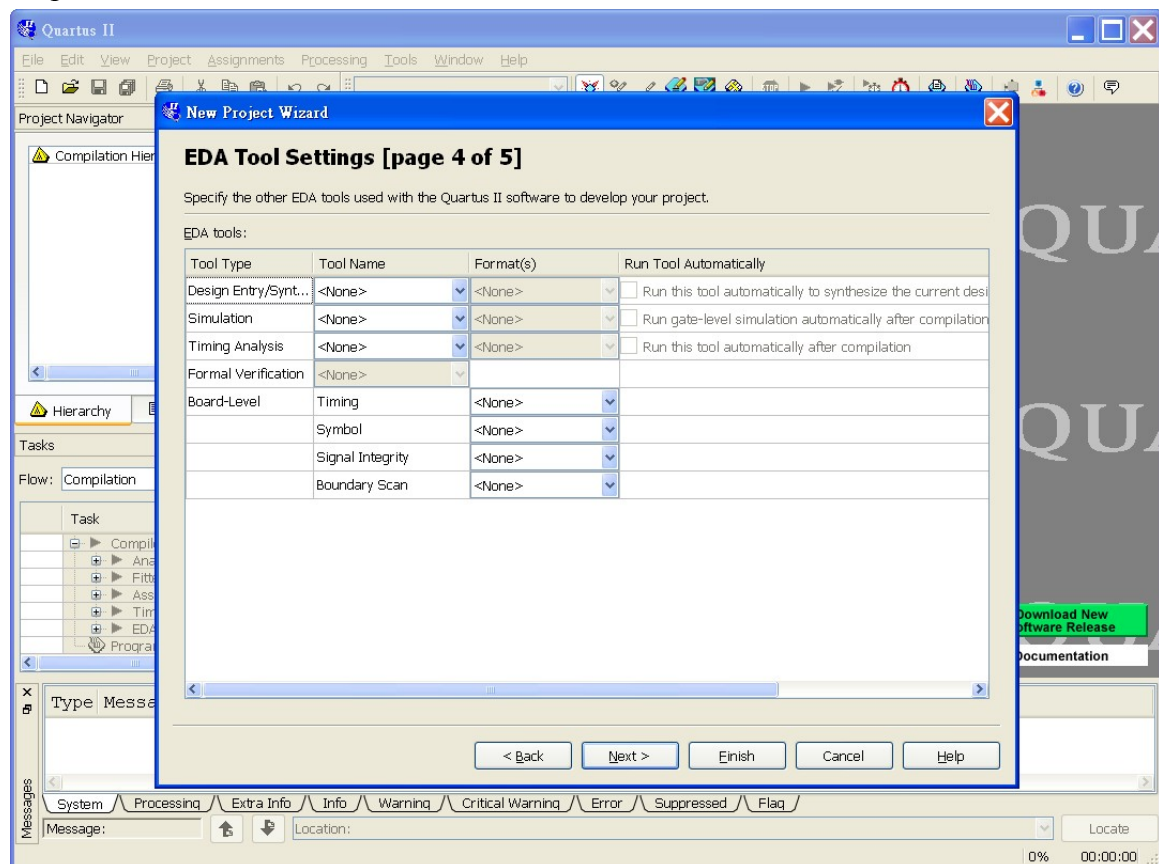 Quartus II
File Edit View Project Assignments Processing Tools Window Help
Project Navigator
Compilation Hier
Hierarchy
Tasks
Flow: Compilation
Task
Compil
Ana
Fitt
Ass
Tim
EDA
Progra
New Project Wizard
EDA Tool Settings [page 4 of 5]
Specify the other EDA tools used with the Quartus II software to develop your project.
EDA tools:
Tool Type Tool Name Format(s) Run Tool Automatically
Design Entry/Synt... <None> <None> Run this tool automatically to synthesize the current desi
Simulation <None> <None> Run gate-level simulation automatically after compilation
Timing Analysis <None> <None> Run this tool automatically after compilation
Formal Verification <None>
Board-Level Timing <None>
Symbol <None>
Signal Integrity <None>
Boundary Scan <None>
< Back Next > Finish Cancel Help
QUA
QUA
QUA
Download New
oftware Release
Documentation
Type Messa
Messages
System Processing Extra Info Info Warning Critical Warning Error Suppressed Flag
Message: Location: Locate
0% 00:00:00